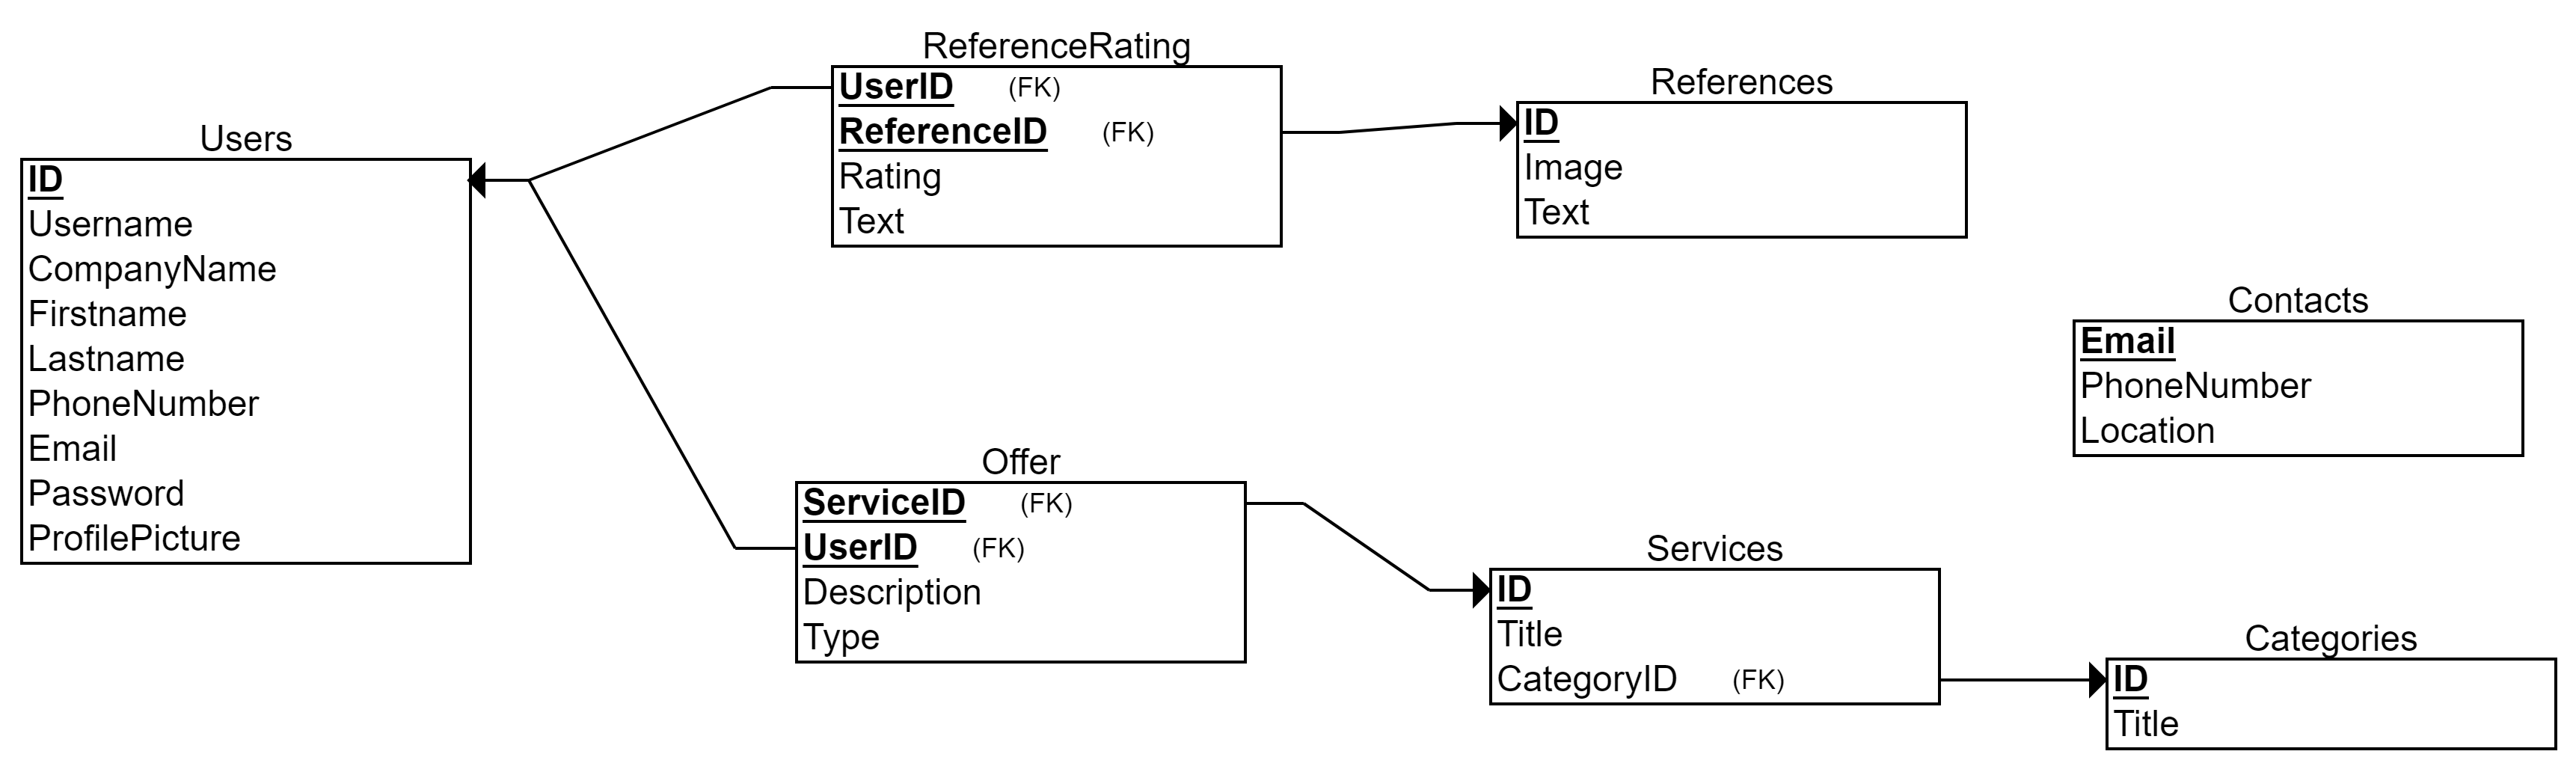 Users
ID
Username
CompanyName
Firstname
Lastname
PhoneNumber
Email
Password
ProfilePicture
ReferenceRating
UserID (FK)
ReferenceID (FK)
Rating
Text
References
ID
Image
Text
Contacts
Email
PhoneNumber
Location
Offer
ServiceID (FK)
UserID (FK)
Description
Type
Services
ID
Title
CategoryID (FK)
Categories
ID
Title